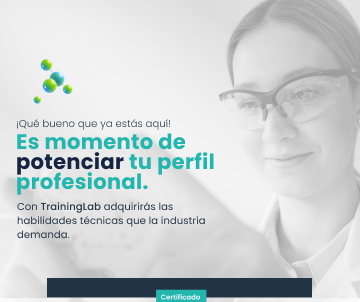 ¡Qué bueno que ya estás aquí!
Es momento de
potenciar tu perfil
profesional.
Con TrainingLab adquirirás las
habilidades técnicas que la industria
demanda.
Certificado